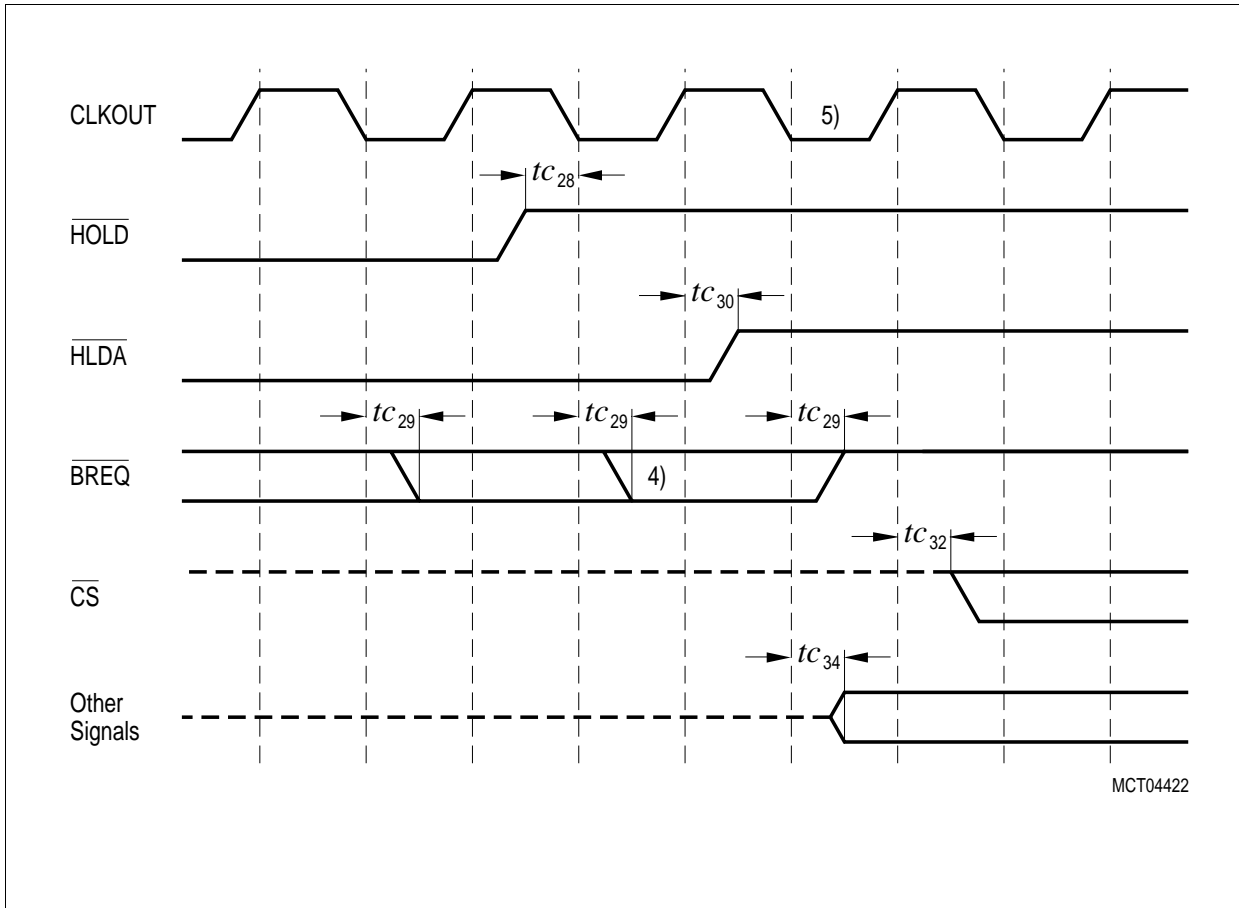 CLKOUT
5)
tc28
HOLD
tc30
HLDA
tc29 tc29 tc29
BREQ
4)
tc32
CS
tc34
Other
Signals
MCT04422